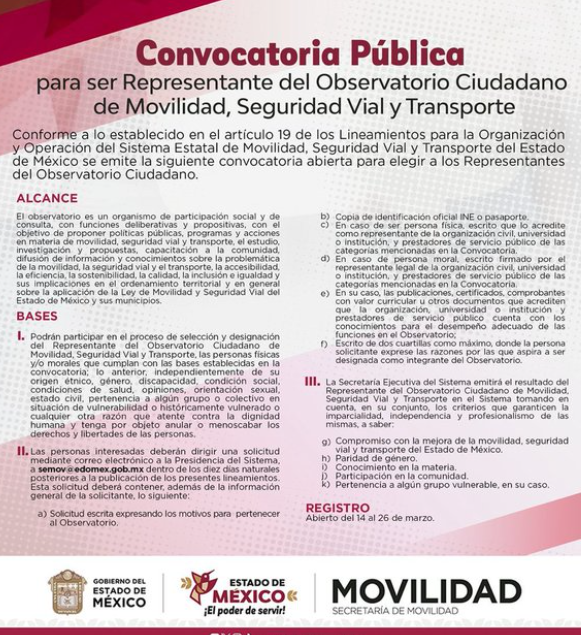 Convocatoria Pública
para ser Representante del Observatorio Ciudadano
de Movilidad, Seguridad Vial y Transporte
Conforme a lo establecido en el artículo 19 de los Lineamientos para la Organización
y Operación del Sistema Estatal de Movilidad, Seguridad Vial y Transporte del Estado
de México se emite la siguiente convocatoria abierta para elegir a los Representantes
del Observatorio Ciudadano.
ALCANCE
El observatorio es un organismo de participación social y de
consulta, con funciones deliberativas y propositivas, con el
objetivo de proponer políticas públicas, programas y acciones
en materia de movilidad, seguridad vial y transporte, el estudio,
investigación y propuestas, capacitación a la comunidad,
difusión de información y conocimientos sobre la problemática
de la movilidad, la seguridad vial y el transporte, la accesibilidad,
la eficiencia, la sostenibilidad, la calidad, la inclusión e igualdad y
sus implicaciones en el ordenamiento territorial y en general
sobre la aplicación de la Ley de Movilidad y Seguridad Vial del
Estado de México y sus municipios.
BASES
I. Podrán participar en el proceso de selección y designación
del Representante del Observatorio Ciudadano de
Movilidad, Seguridad Vial y Transporte, las personas físicas
y/o morales que cumplan con las bases establecidas en la
convocatoria; lo anterior, independientemente de su
origen étnico, género, discapacidad, condición social,
condiciones de salud, opiniones, orientación sexual,
estado civil, pertenencia a algún grupo o colectivo en
situación de vulnerabilidad o históricamente vulnerado o
cualquier otra razón que atente contra la dignidad
humana y tenga por objeto anular o menoscabar los
derechos y libertades de las personas.
II. Las personas interesadas deberán dirigir una solicitud
mediante correo electrónico a la Presidencia del Sistema,
a semov@edomex.gob.mx dentro de los diez días naturales
posteriores a la publicación de los presentes lineamientos.
Esta solicitud deberá contener, además de la información
general de la solicitante, lo siguiente:
a) Solicitud escrita expresando los motivos para pertenecer
al Observatorio.
b) Copia de identificación oficial INE o pasaporte.
c) En caso de ser persona física, escrito que lo acredite
como representante de la organización civil, universidad
o institución, y prestadores de servicio público de las
categorías mencionadas en la Convocatoria.
d) En caso de persona moral, escrito firmado por el
representante legal de la organización civil, universidad
o institución, y prestadores de servicio público de las
categorías mencionadas en la Convocatoria.
e) En su caso, las publicaciones, certificados, comprobantes
con valor curricular u otros documentos que acrediten
que la organización, universidad o institución y
prestadores de servicio público cuenta con los
conocimientos para el desempeño adecuado de las
funciones en el Observatorio;
f) Escrito de dos cuartillas como máximo, donde la persona
solicitante exprese las razones por las que aspira a ser
designada como integrante del Observatorio.
III. La Secretaría Ejecutiva del Sistema emitirá el resultado del
Representante del Observatorio Ciudadano de Movilidad,
Seguridad Vial y Transporte en el Sistema tomando en
cuenta, en su conjunto, los criterios que garanticen la
imparcialidad, independencia y profesionalismo de las
mismas, a saber:
g) Compromiso con la mejora de la movilidad, seguridad
vial y transporte del Estado de México.
h) Paridad de género.
i) Conocimiento en la materia.
j) Participación en la comunidad.
k) Pertenencia a algún grupo vulnerable, en su caso.
REGISTRO
Abierto del 14 al 26 de marzo.
GOBIERNO DEL
ESTADO DE
MÉXICO
ESTADO DE
MÉXICO
¡El poder de servir!
MOVILIDAD
SECRETARÍA DE MOVILIDAD